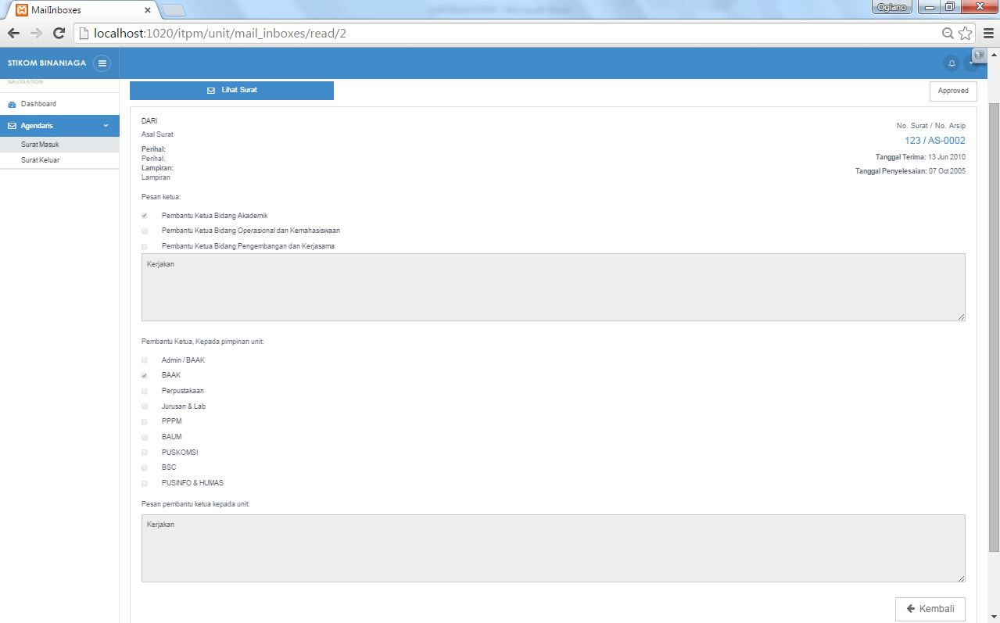 MailInboxes
Ogiano
localhost:1020/itpm/unit/mail_inboxes/read/2
STIKOM BINANIAGA
NAVIGATION
Dashboard
Agendaris
Surat Masuk
Surat Keluar
Lihat Surat
Approved
DARI
Asal Surat
Perihal:
Perihal.
Lampiran:
Lampiran
No. Surat / No. Arsip
123 / AS-0002
Tanggal Terima: 13 Jun 2010
Tanggal Penyelesaian: 07 Oct 2005
Pesan ketua:
Pembantu Ketua Bidang Akademik
Pembantu Ketua Bidang Operasional dan Kemahasiswaan
Pembantu Ketua Bidang Pengembangan dan Kerjasama
Kerjakan
Pembantu Ketua, Kepada pimpinan unit:
Admin / BAAK
BAAK
Perpustakaan
Jurusan & Lab
PPPM
BAUM
PUSKOMSI
BSC
PUSINFO & HUMAS
Pesan pembantu ketua kepada unit:
Kerjakan
Kembali